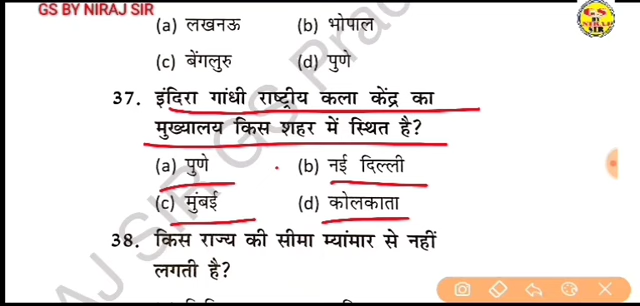 GS BY NIRAJ SIR
(a) लखनऊ (b) भोपाल
(c) बेंगलुरु (d) पुणे
37. इंदिरा गांधी राष्ट्रीय कला केंद्र का
मुख्यालय किस शहर में स्थित है?
(a) पुणे (b) नई दिल्ली
(c) मुंबई (d) कोलकाता
38. किस राज्य की सीमा म्यांमार से नहीं
लगती है?